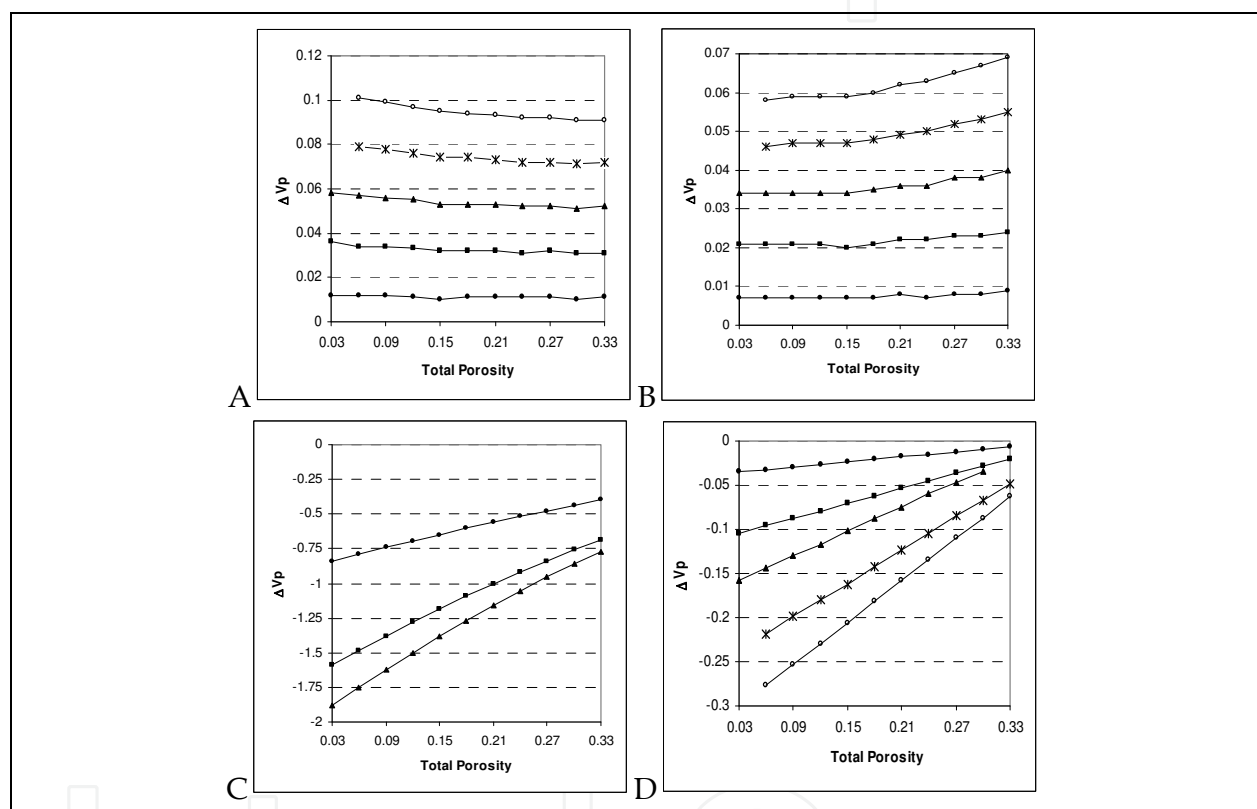 0.12
0.1
0.08
0.06
0.04
0.02
0
Δ Vp
0.03 0.09 0.15 0.21 0.27 0.33
Total Porosity
A
0.07
0.06
0.05
0.04
0.03
0.02
0.01
0
Δ Vp
0.03 0.09 0.15 0.21 0.27 0.33
Total Porosity
B
0
-0.25
-0.5
-0.75
-1
-1.25
-1.5
-1.75
-2
Δ Vp
0.03 0.09 0.15 0.21 0.27 0.33
Total Porosity
C
0
-0.05
-0.1
-0.15
-0.2
-0.25
-0.3
Δ Vp
0.03 0.09 0.15 0.21 0.27 0.33
Total Porosity
D